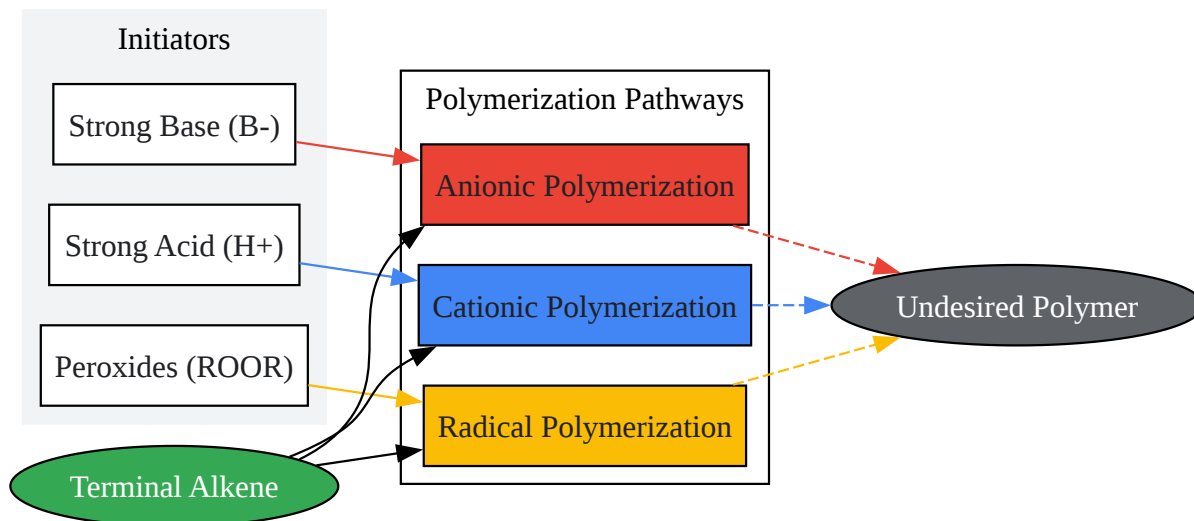 Initiators
Strong Base (B-)
Strong Acid (H+)
Peroxides (ROOR)
Terminal Alkene
Polymerization Pathways
Anionic Polymerization
Cationic Polymerization
Radical Polymerization
Undesired Polymer